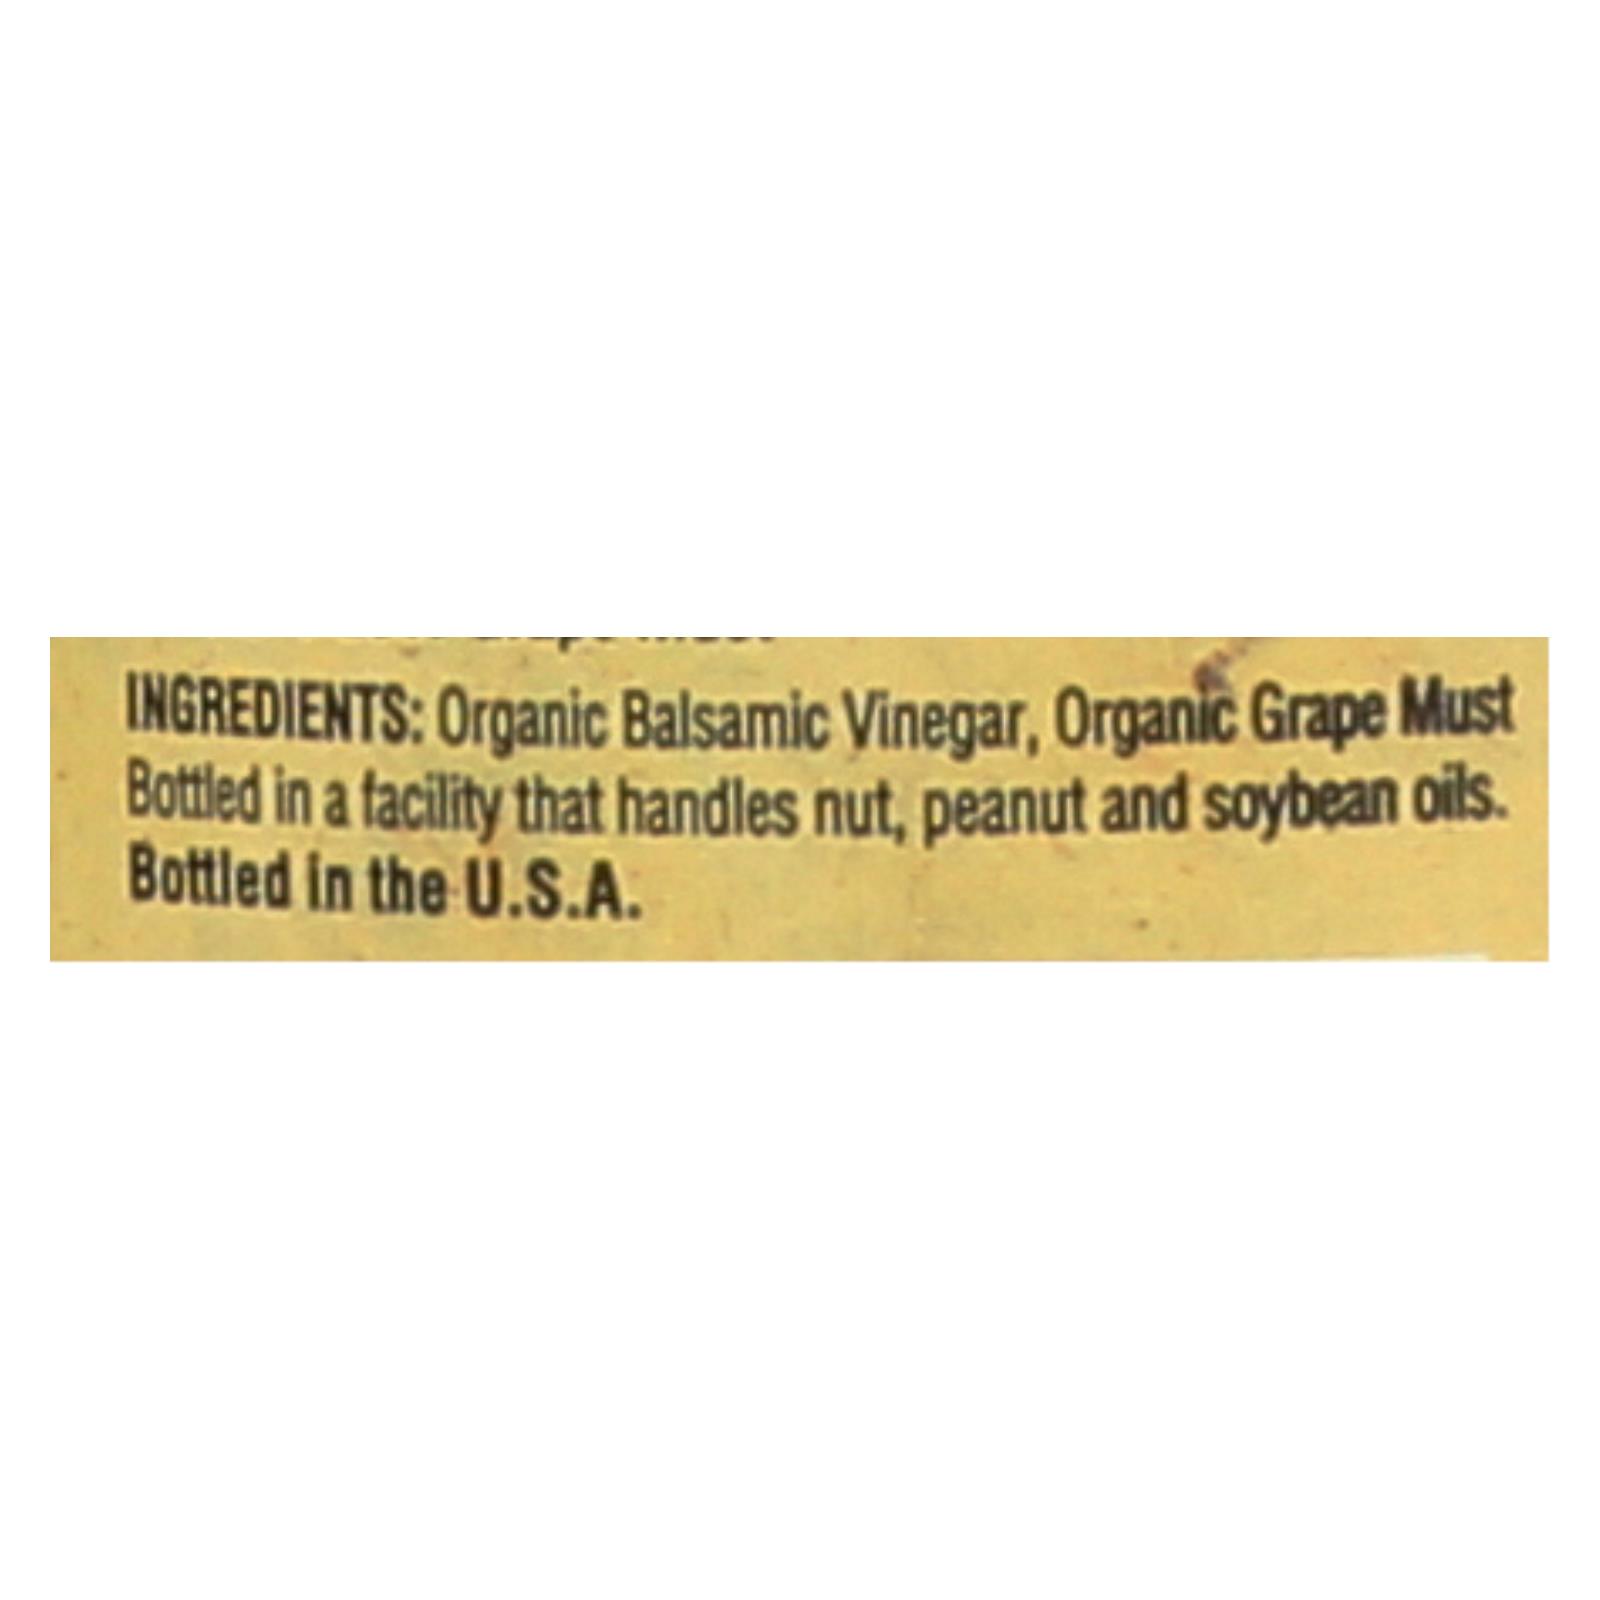 INGREDIENTS: Organic Balsamic Vinegar, Organic Grape Must
Bottled in a facility that handles nut, peanut and soybean oils.
Bottled in the U.S.A.